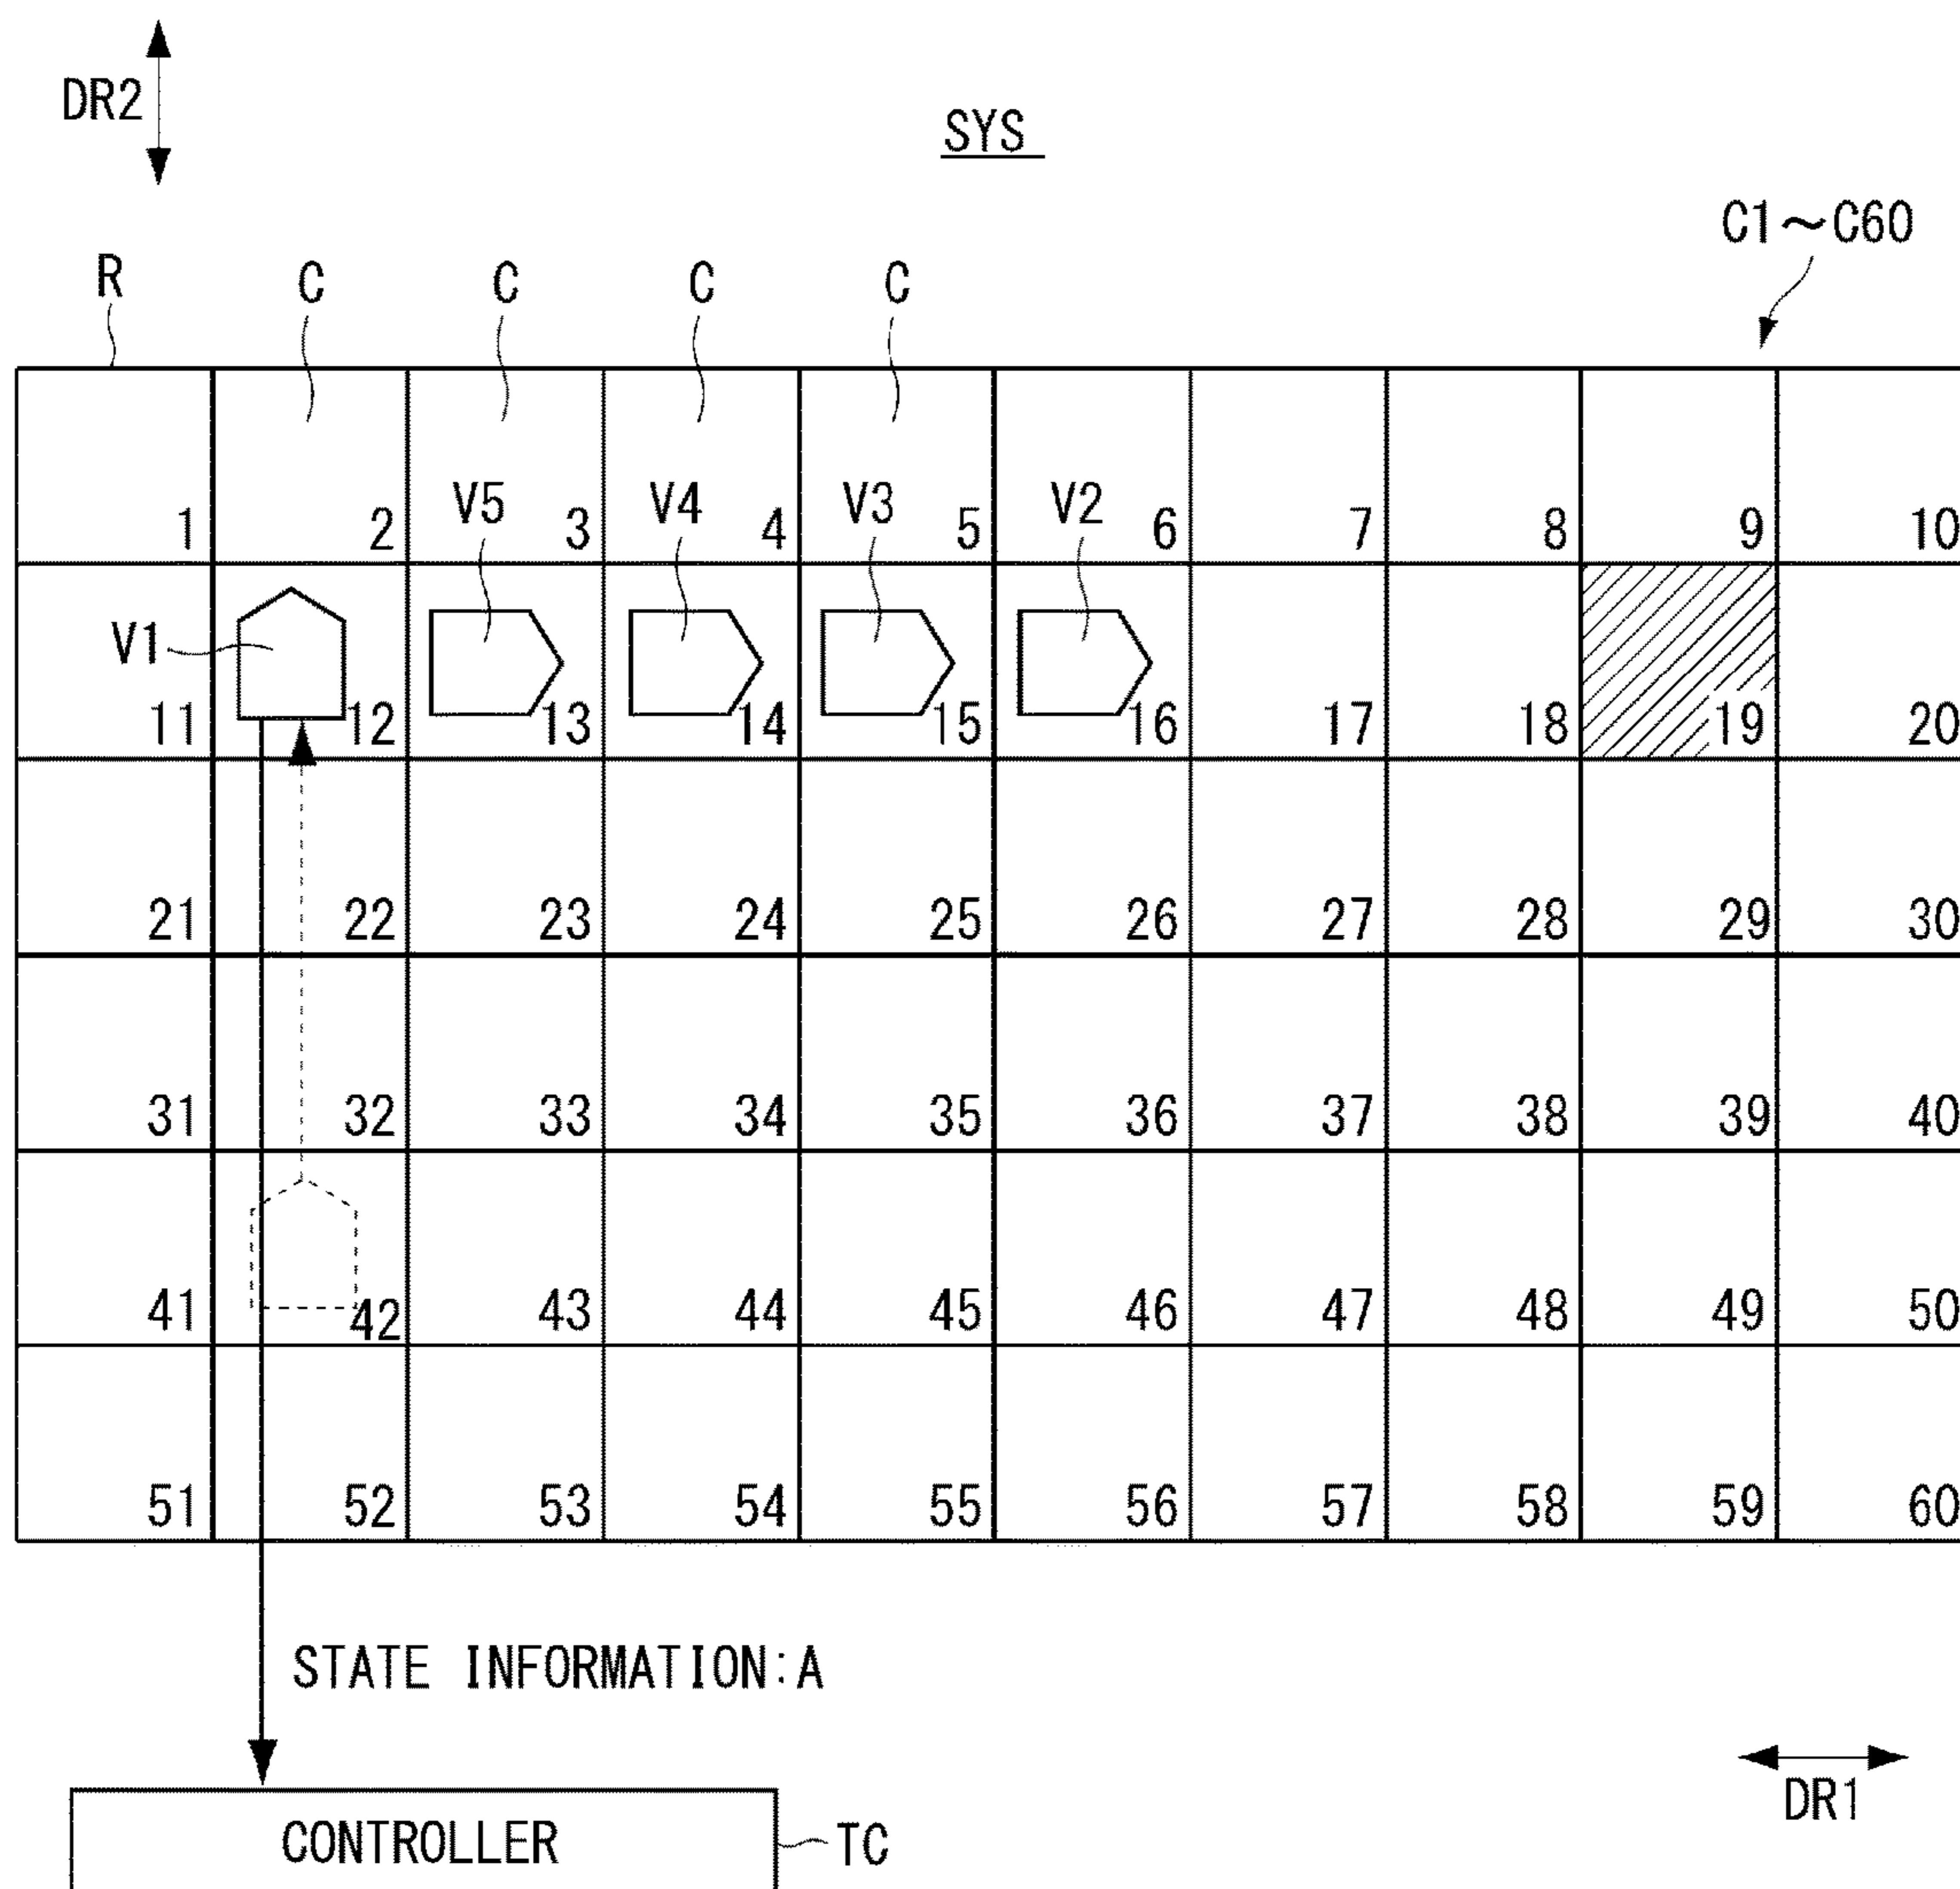 DR2
SYS
C1～C60
R C C C C
V5 V4 V3 V2
1 2 3 4 5 6 7 8 9 10
V1
11 12 13 14 15 16 17 18 19 20
21 22 23 24 25 26 27 28 29 30
31 32 33 34 35 36 37 38 39 40
41 42 43 44 45 46 47 48 49 50
51 52 53 54 55 56 57 58 59 60
STATE INFORMATION:A
DR1
CONTROLLER TC